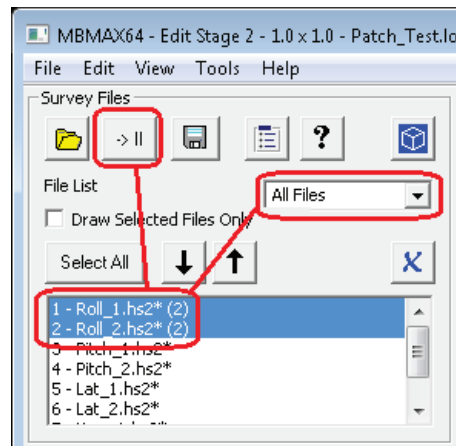 MBMAX64 - Edit Stage 2 - 1.0 x 1.0 - Patch_Test.lo
File Edit View Tools Help
Survey Files
-> II ?
File List
All Files
Draw Selected Files Only
Select All
1 - Roll_1.hs2* (2)
2 - Roll_2.hs2* (2)
3 - Pitch_1.hs2*
4 - Pitch_2.hs2*
5 - Lat_1.hs2*
6 - Lat_2.hs2*